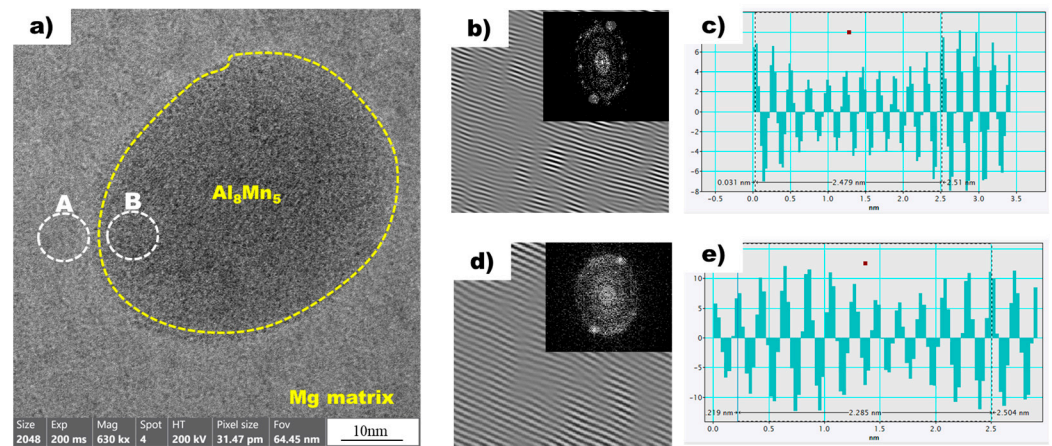 a)
A
B
Al₈Mn₅
Mg matrix
Size Exp Mag Spot HT Pixel size Fov
2048 200 ms 630 kx 4 200 kV 31.47 pm 64.45 nm
10nm
b)
c)
6
4
2
0
-2
-4
-6
-8
0.031 nm 2.479 nm 2.51 nm
-0.5 0.0 0.5 1.0 1.5 2.0 2.5 3.0 3.5
nm
d)
e)
10
5
0
-5
-10
.219 nm 2.285 nm 2.504 nm
0.0 0.5 1.0 1.5 2.0 2.5
nm